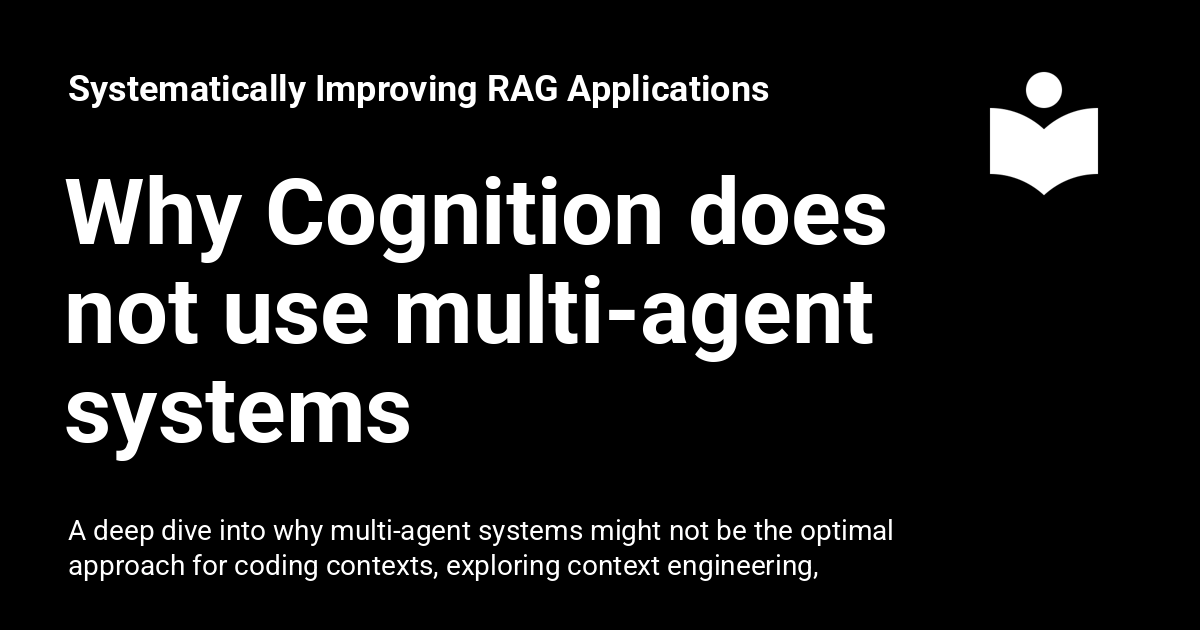 Systematically Improving RAG Applications
Why Cognition does
not use multi-agent
systems
A deep dive into why multi-agent systems might not be the optimal
approach for coding contexts, exploring context engineering,